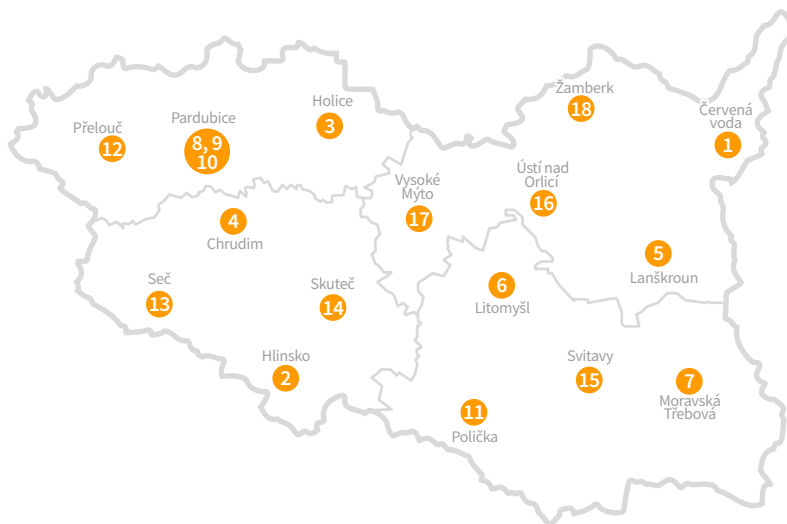 Žamberk
18
Holice
3
Červená
voda
1
Pardubice
8, 9
10
Přelouč
12
Ústí nad
Orlicí
16
Vysoké
Mýto
17
4
Chrudim
5
Lanškroun
Seč
13
Skuteč
14
6
Litomyšl
Hlinsko
2
Svitavy
15
7
Moravská
Třebová
11
Polička